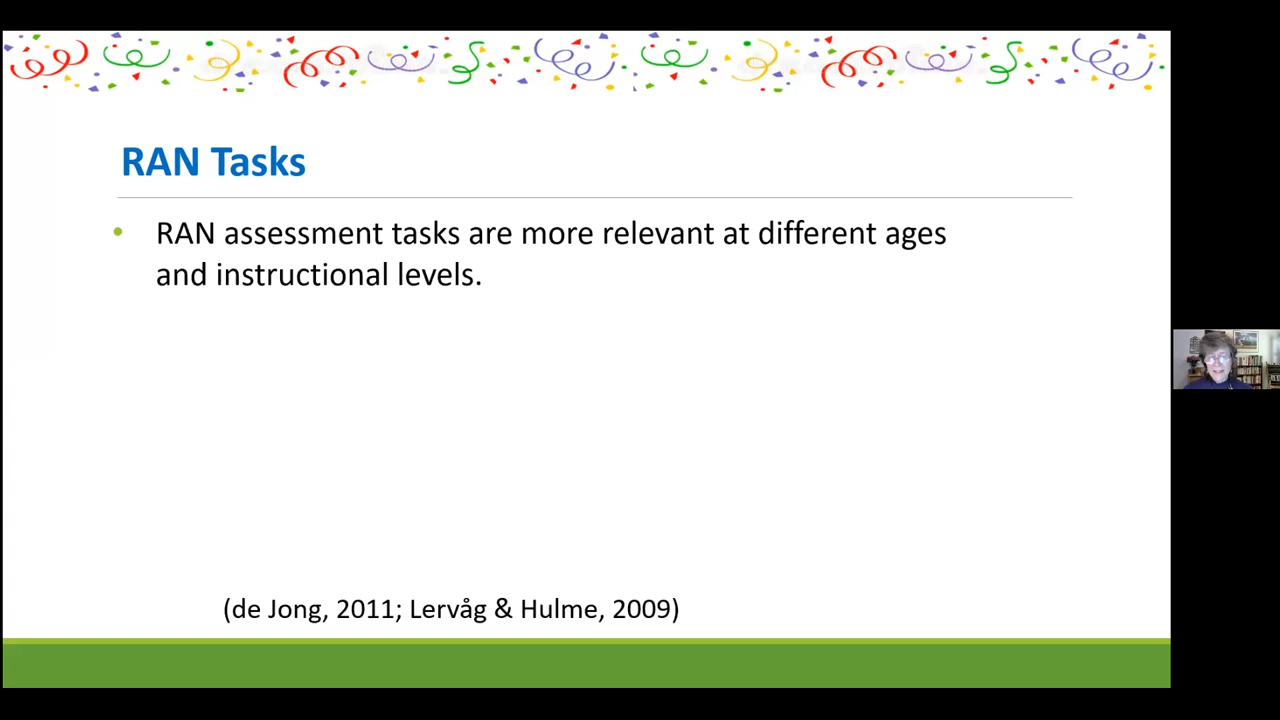 RAN Tasks
• RAN assessment tasks are more relevant at different ages
and instructional levels.
(de Jong, 2011; Lervåg & Hulme, 2009)